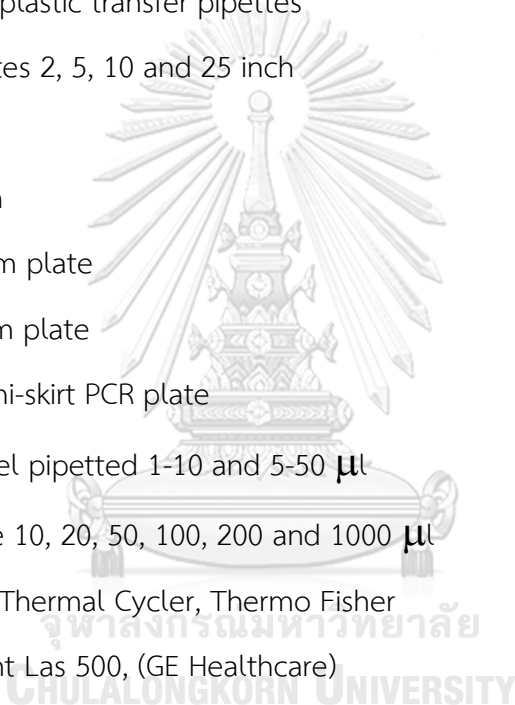 plastic transfer pipettes
tes 2, 5, 10 and 25 inch
m plate
m plate
ni-skirt PCR plate
el pipetted 1-10 and 5-50 µl
e 10, 20, 50, 100, 200 and 1000 µl
Thermal Cycler, Thermo Fisher
จุฬาลงกรณ์มหาวิทยาลัย
nt Las 500, (GE Healthcare)
CHULALONGKORN UNIVERSITY